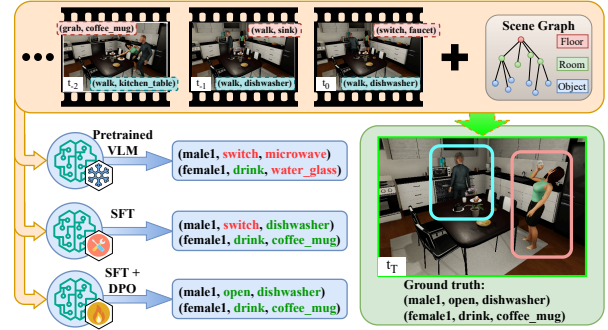 (grab, coffee_mug)
(walk, kitchen_table)
t-2
(walk, sink)
(walk, dishwasher)
t-1
(switch, faucet)
(walk, dishwasher)
t0
Scene Graph
Floor
Room
Object
Pretrained
VLM
(male1, switch, microwave)
(female1, drink, water_glass)
SFT
(male1, switch, dishwasher)
(female1, drink, coffee_mug)
SFT +
DPO
(male1, open, dishwasher)
(female1, drink, coffee_mug)
tT
Ground truth:
(male1, open, dishwasher)
(female1, drink, coffee_mug)